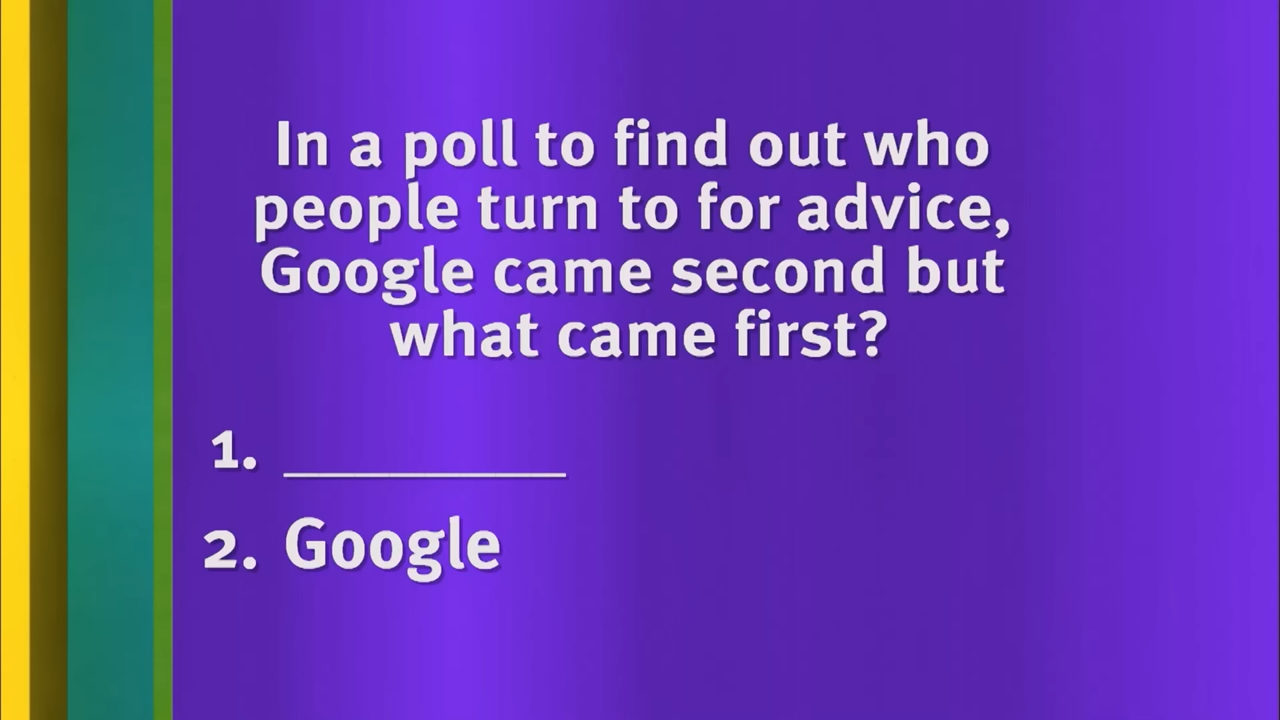 In a poll to find out who
people turn to for advice,
Google came second but
what came first?
1. __________
2. Google